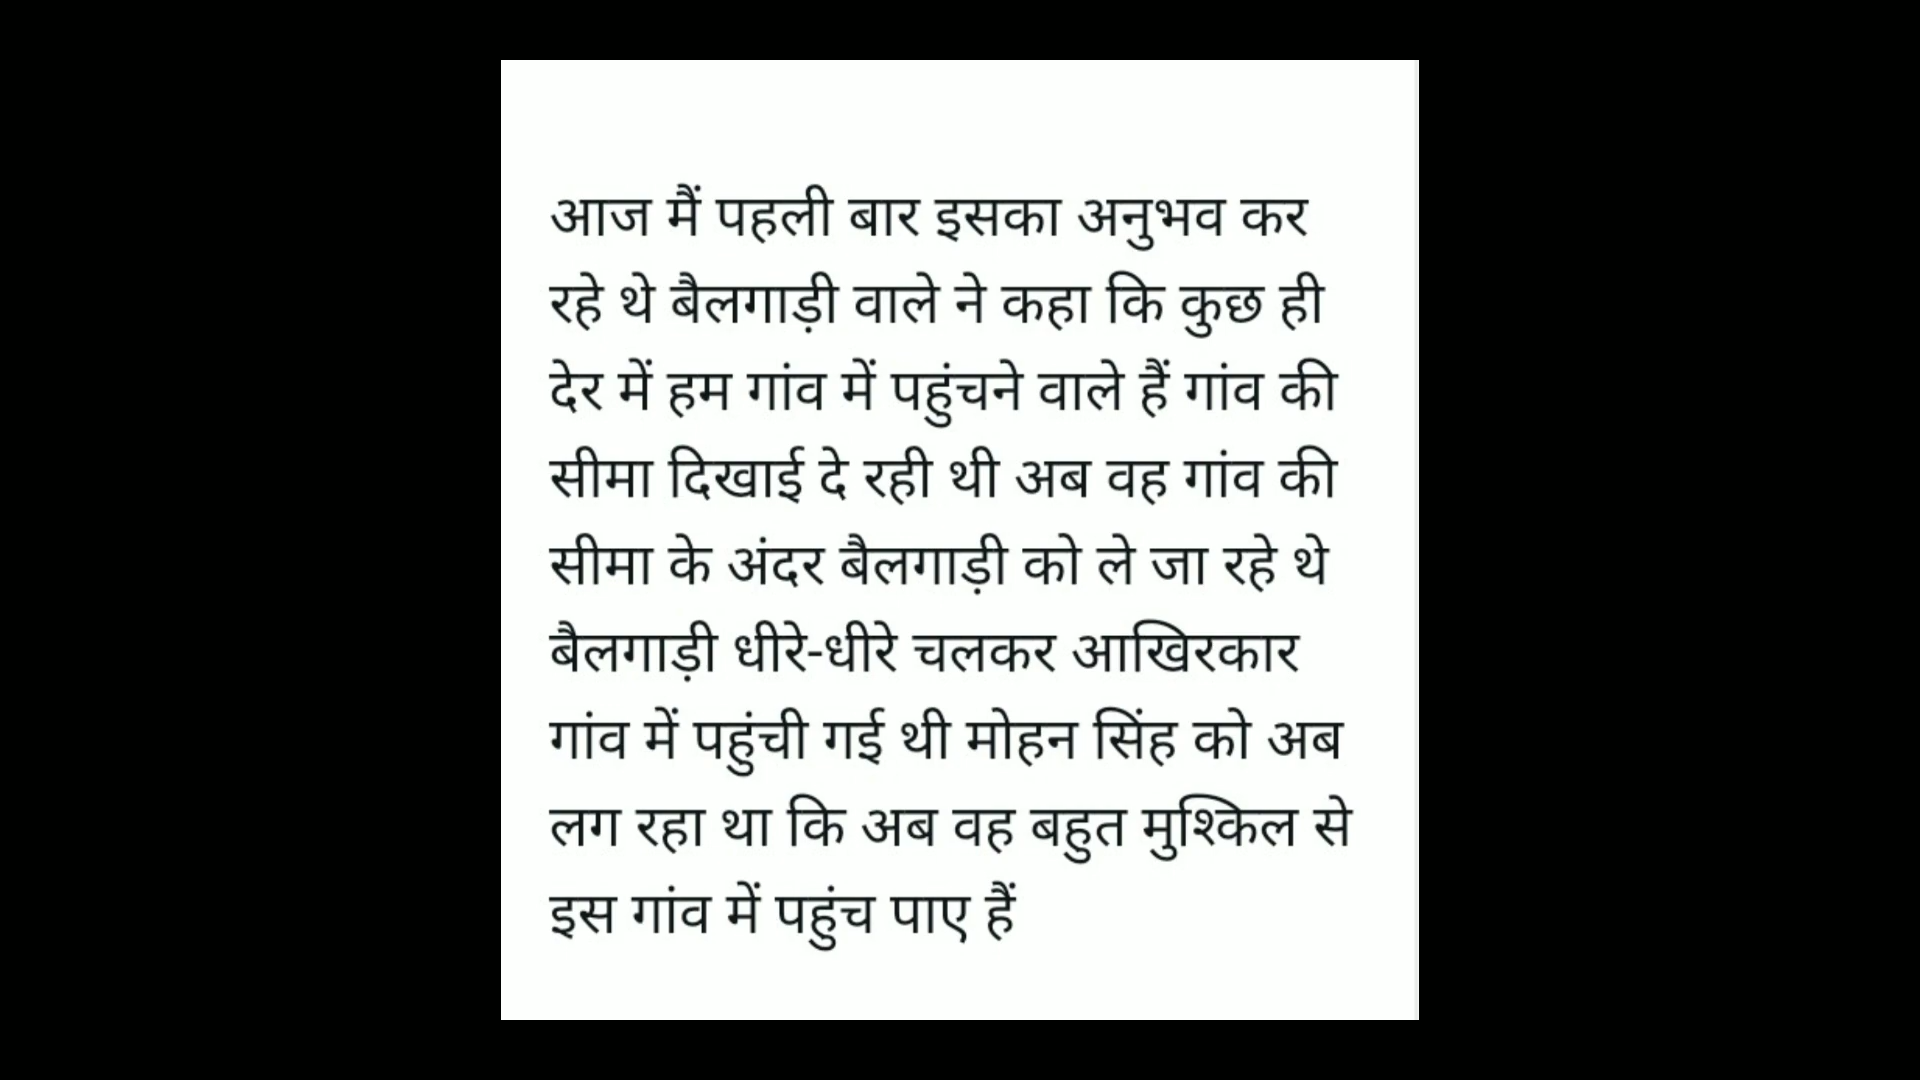 आज मैं पहली बार इसका अनुभव कर
रहे थे बैलगाड़ी वाले ने कहा कि कुछ ही
देर में हम गांव में पहुंचने वाले हैं गांव की
सीमा दिखाई दे रही थी अब वह गांव की
सीमा के अंदर बैलगाड़ी को ले जा रहे थे
बैलगाड़ी धीरे-धीरे चलकर आखिरकार
गांव में पहुंची गई थी मोहन सिंह को अब
लग रहा था कि अब वह बहुत मुश्किल से
इस गांव में पहुंच पाए हैं